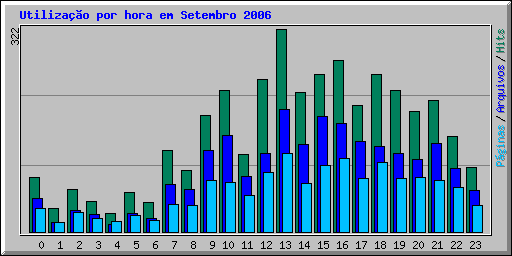 Utilização por hora em Setembro 2006
322
Páginas / Arquivos / Hits
0 1 2 3 4 5 6 7 8 9 10 11 12 13 14 15 16 17 18 19 20 21 22 23